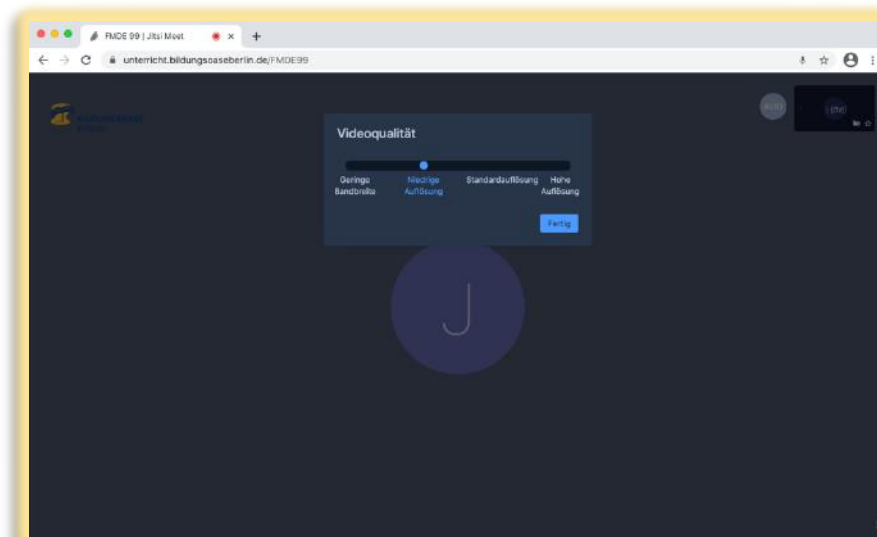 FMDE 99 | Jitsi Meet
unterricht.bildungsoaseberlin.de/FMDE99
Videoqualität
Geringe Bandbreite
Niedrige Auflösung
Standardauflösung
Hohe Auflösung
Fertig
J